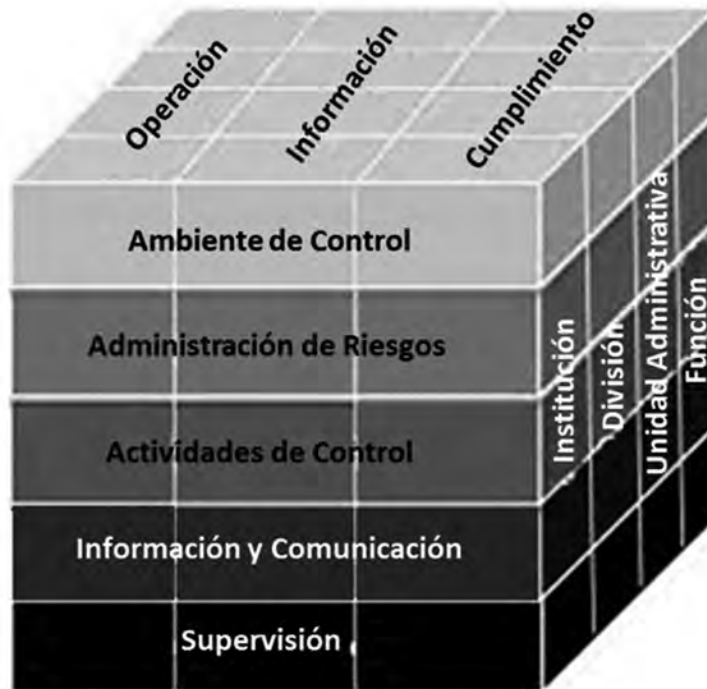 Operación
Información
Cumplimiento
Ambiente de Control
Administración de Riesgos
Actividades de Control
Información y Comunicación
Supervisión
Institución
División
Unidad Administrativa
Función